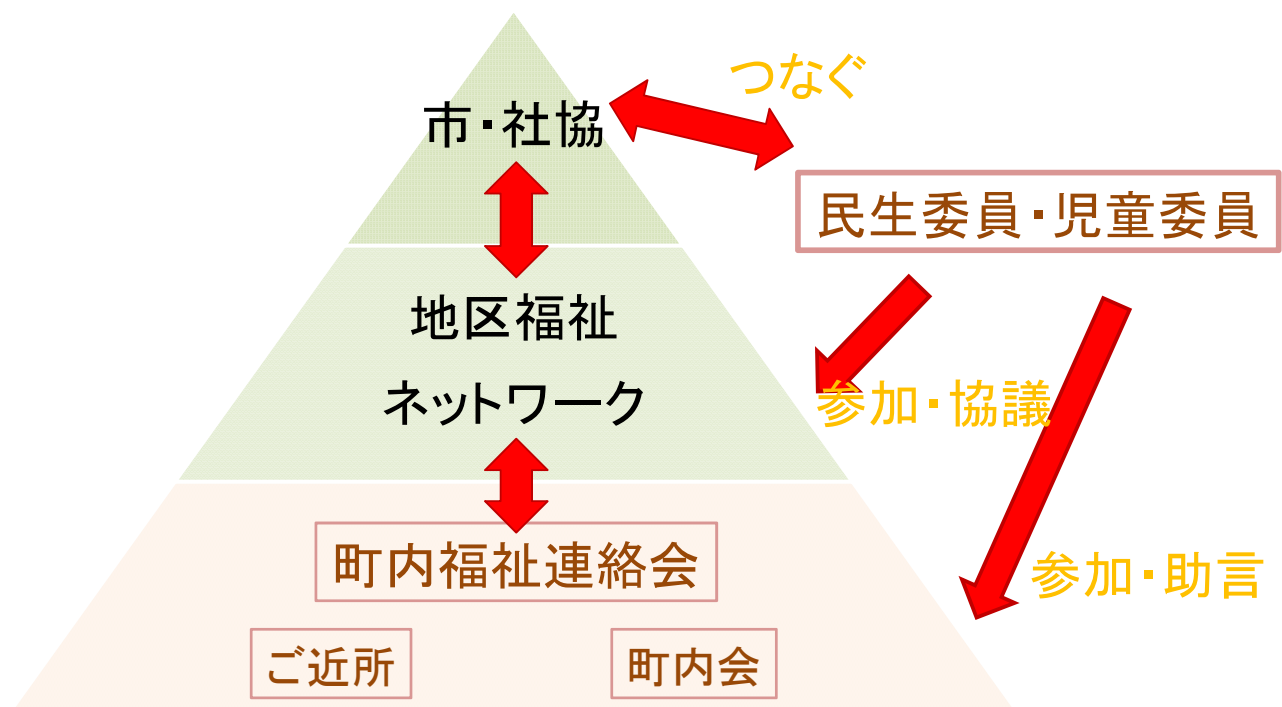 つなぐ
市・社協
民生委員・児童委員
地区福祉
ネットワーク
参加・協議
町内福祉連絡会
参加・助言
ご近所
町内会